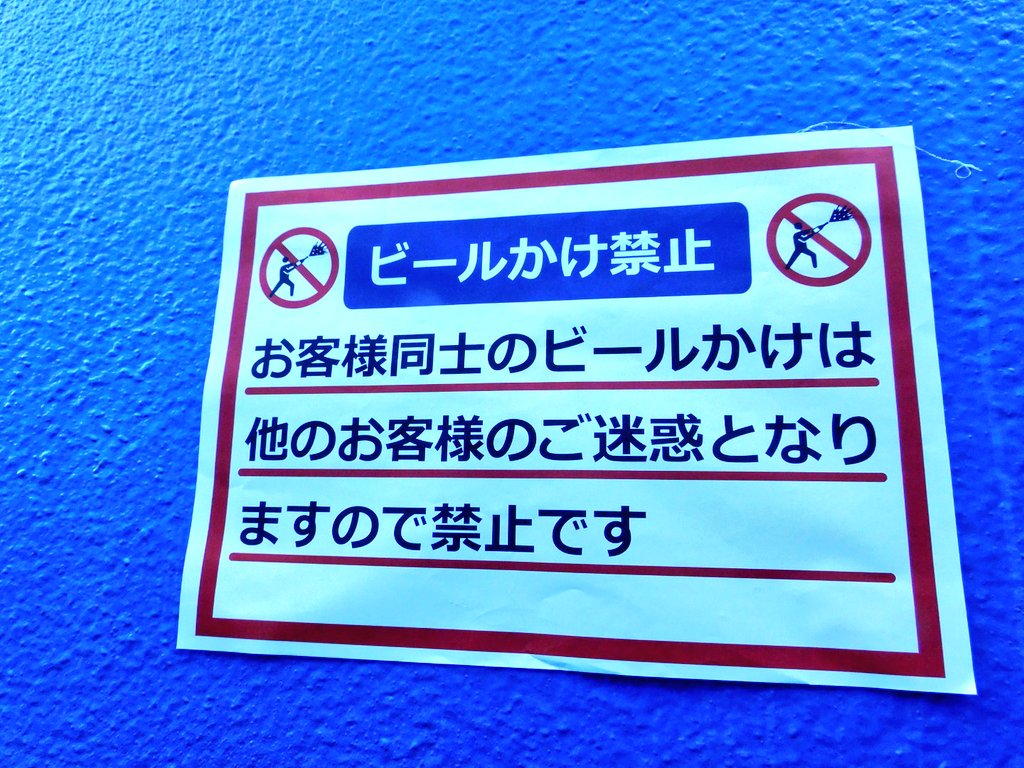 ビールかけ禁止
お客様同士のビールかけは
他のお客様のご迷惑となり
ますので禁止です